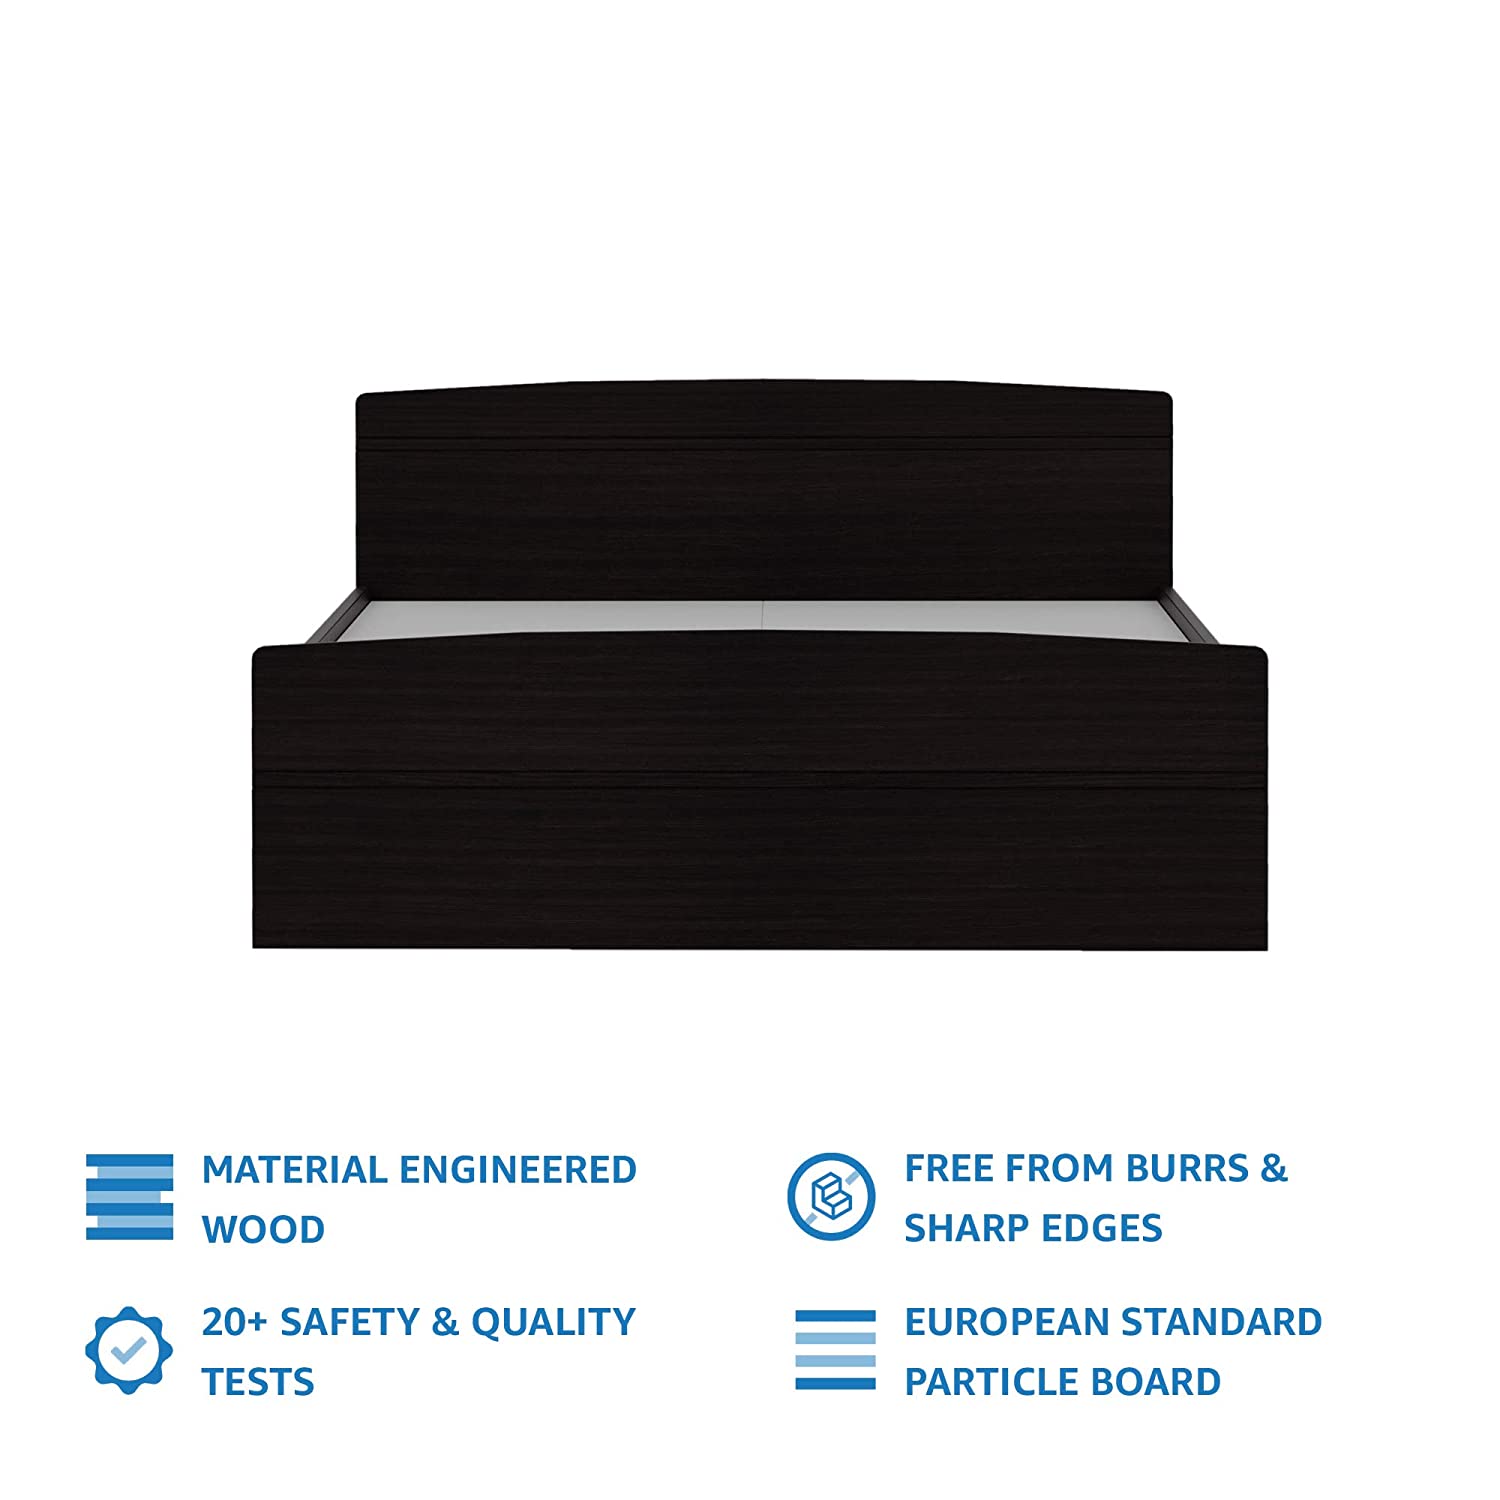 MATERIAL ENGINEERED
WOOD
FREE FROM BURRS &
SHARP EDGES
20+ SAFETY & QUALITY
TESTS
EUROPEAN STANDARD
PARTICLE BOARD